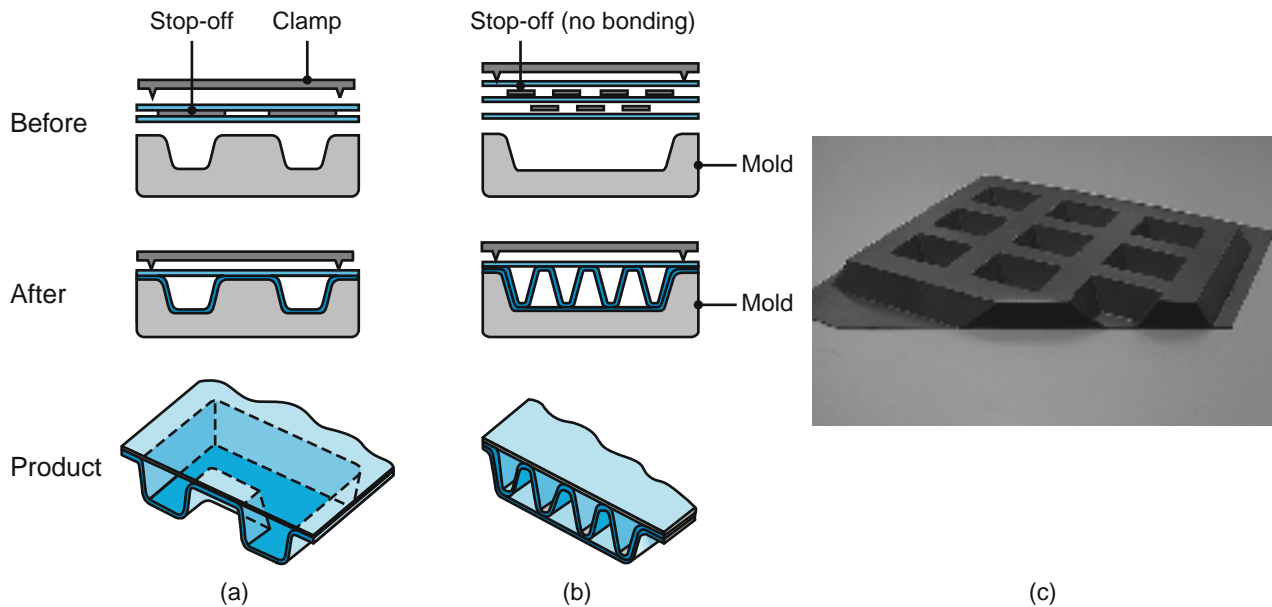 Stop-off Clamp
Stop-off (no bonding)
Before
Mold
After
Mold
Product
(a)
(b)
(c)